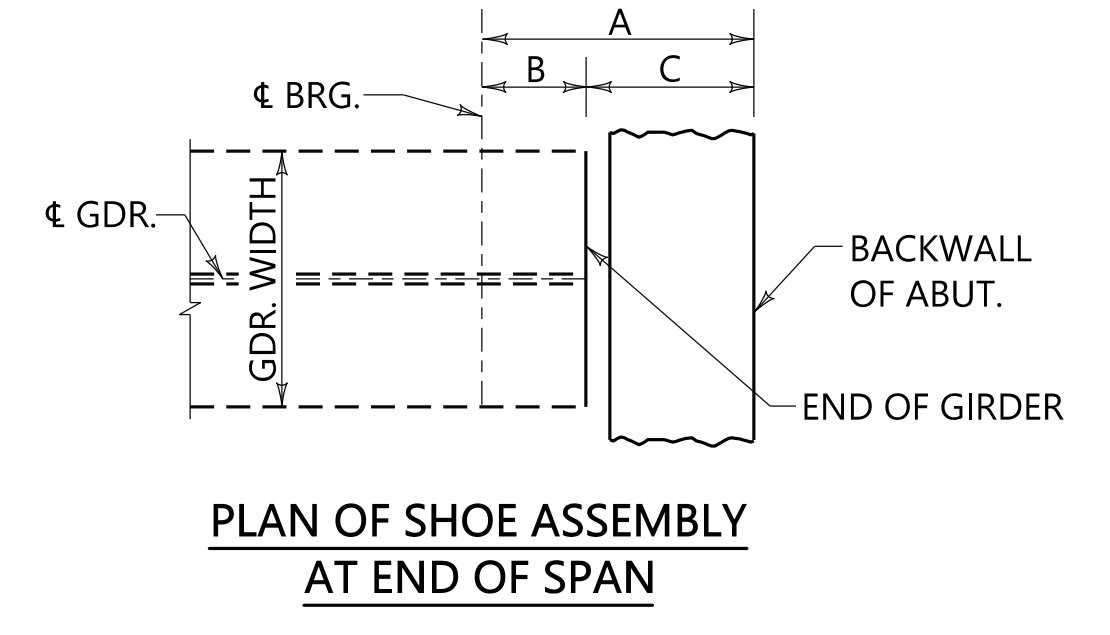 A
B
C
℄ BRG.
℄ GDR.
GDR. WIDTH
BACKWALL
OF ABUT.
END OF GIRDER
PLAN OF SHOE ASSEMBLY
AT END OF SPAN